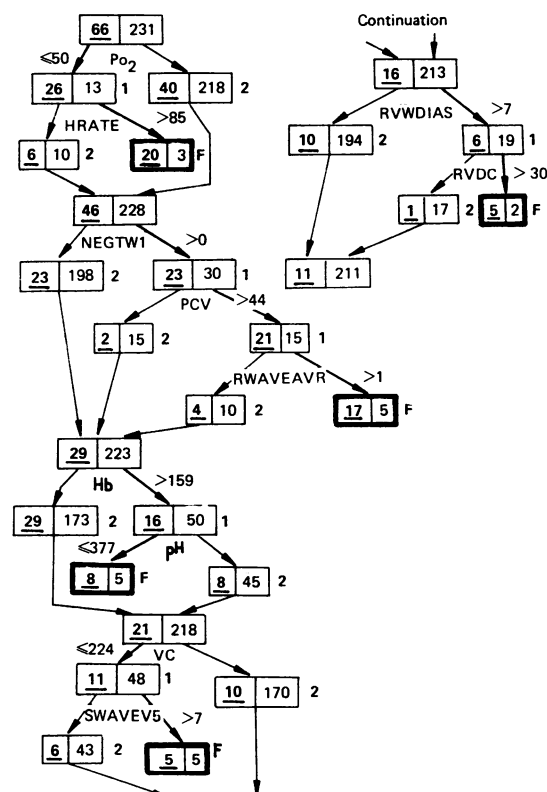 Continuation
66 231
≤50 Po2
26 13 1
40 218 2
HRATE >85
6 10 2
20 3 F
46 228
NEGTW1 >0
23 198 2
23 30 1
PCV >44
2 15 2
21 15 1
RWAVEAVR >1
4 10 2
17 5 F
29 223
Hb >159
29 173 2
16 50 1
≤377 pH
8 5 F
8 45 2
21 218
≤224 VC
11 48 1
10 170 2
SWAVEV5 >7
6 43 2
5 5 F
16 213
RVWDIAS >7
10 194 2
6 19 1
RVDC >30
1 17 2
5 2 F
11 211